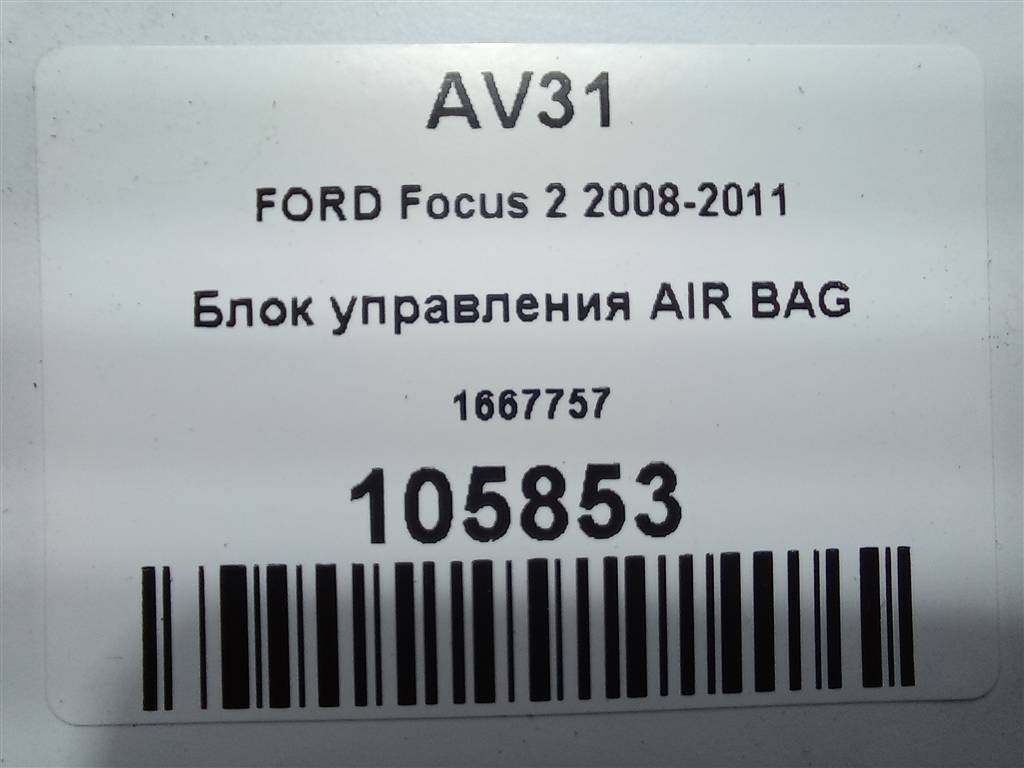 AV31
FORD Focus 2 2008-2011
Блок управления AIR BAG
1667757
105853